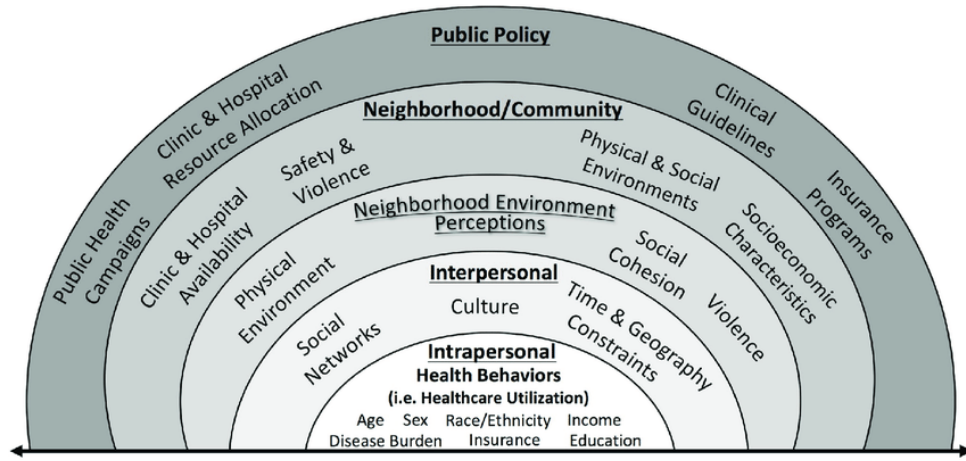 Public Policy
Clinic & Hospital
Resource Allocation
Public Health
Campaigns
Clinical
Guidelines
Insurance
Programs
Neighborhood/Community
Safety &
Violence
Clinic & Hospital
Availability
Physical & Social
Environments
Socioeconomic
Characteristics
Neighborhood Environment
Perceptions
Physical
Environment
Social
Cohesion
Violence
Interpersonal
Social
Networks
Culture
Time & Geography
Constraints
Intrapersonal
Health Behaviors
(i.e. Healthcare Utilization)
Age Sex Race/Ethnicity Income
Disease Burden Insurance Education